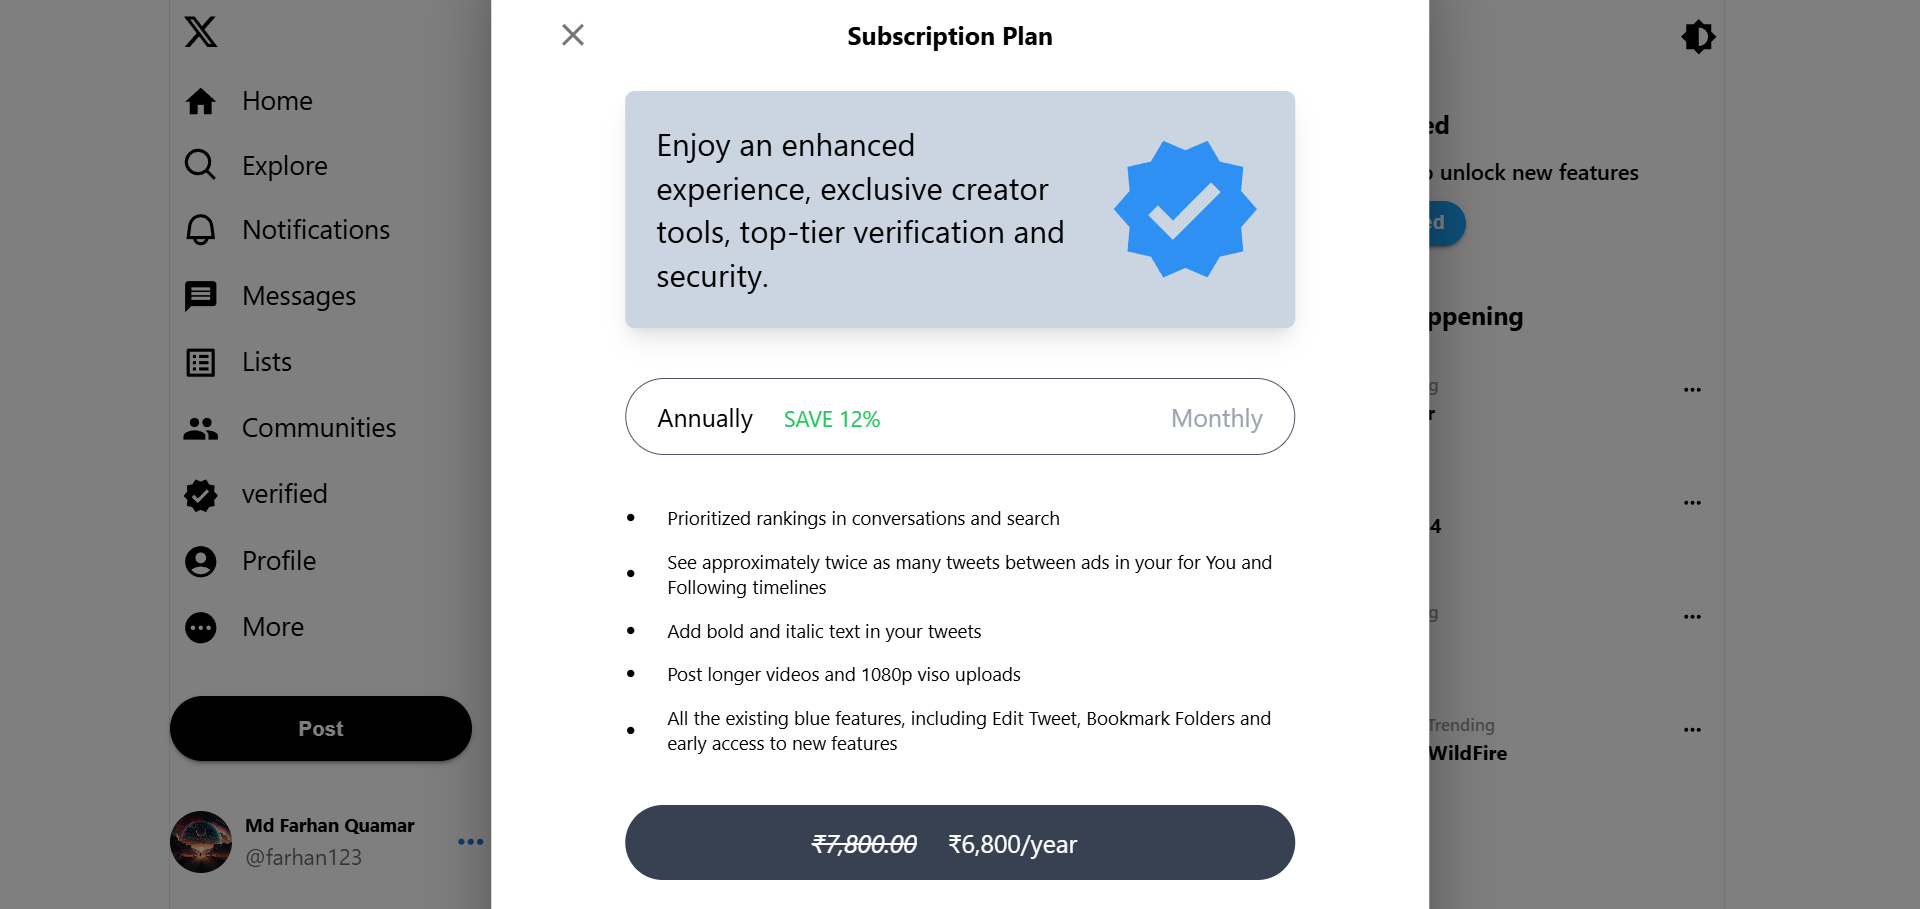 Home
Explore
Notifications
Messages
Lists
Communities
verified
Profile
More
Post
Md Farhan Quamar
@farhan123
Subscription Plan
Enjoy an enhanced
experience, exclusive creator
tools, top-tier verification and
security.
Annually SAVE 12% Monthly
Prioritized rankings in conversations and search
See approximately twice as many tweets between ads in your for You and
Following timelines
Add bold and italic text in your tweets
Post longer videos and 1080p viso uploads
All the existing blue features, including Edit Tweet, Bookmark Folders and
early access to new features
₹7,800.00 ₹6,800/year
ed
unlock new features
ed
ppening
g
r
4
g
Trending
WildFire